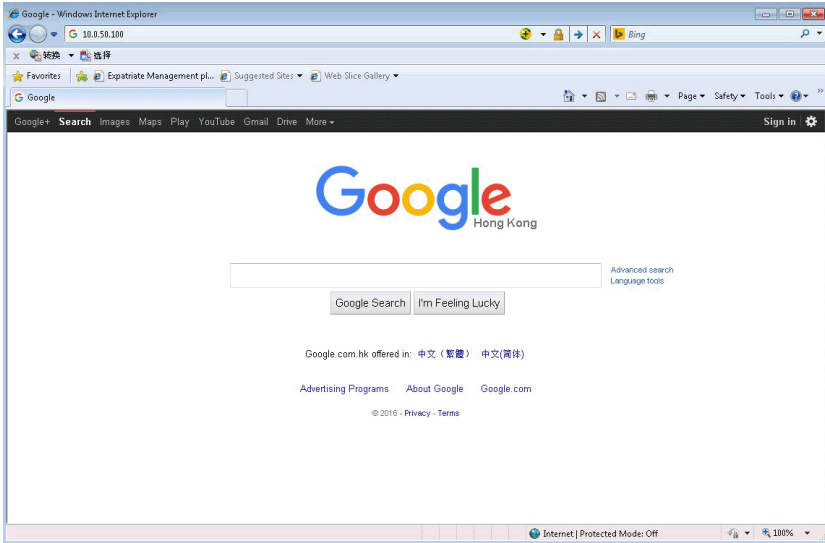 Google - Windows Internet Explorer
10.0.50.100
Bing
x 转换 选择
Favorites Expatriate Management pl... Suggested Sites Web Slice Gallery
Google
Page Safety Tools »
Google+ Search Images Maps Play YouTube Gmail Drive More Sign in
Google
Hong Kong
Advanced search
Language tools
Google Search I'm Feeling Lucky
Google.com.hk offered in: 中文（繁體） 中文(简体)
Advertising Programs About Google Google.com
© 2016 - Privacy - Terms
Internet | Protected Mode: Off 100%